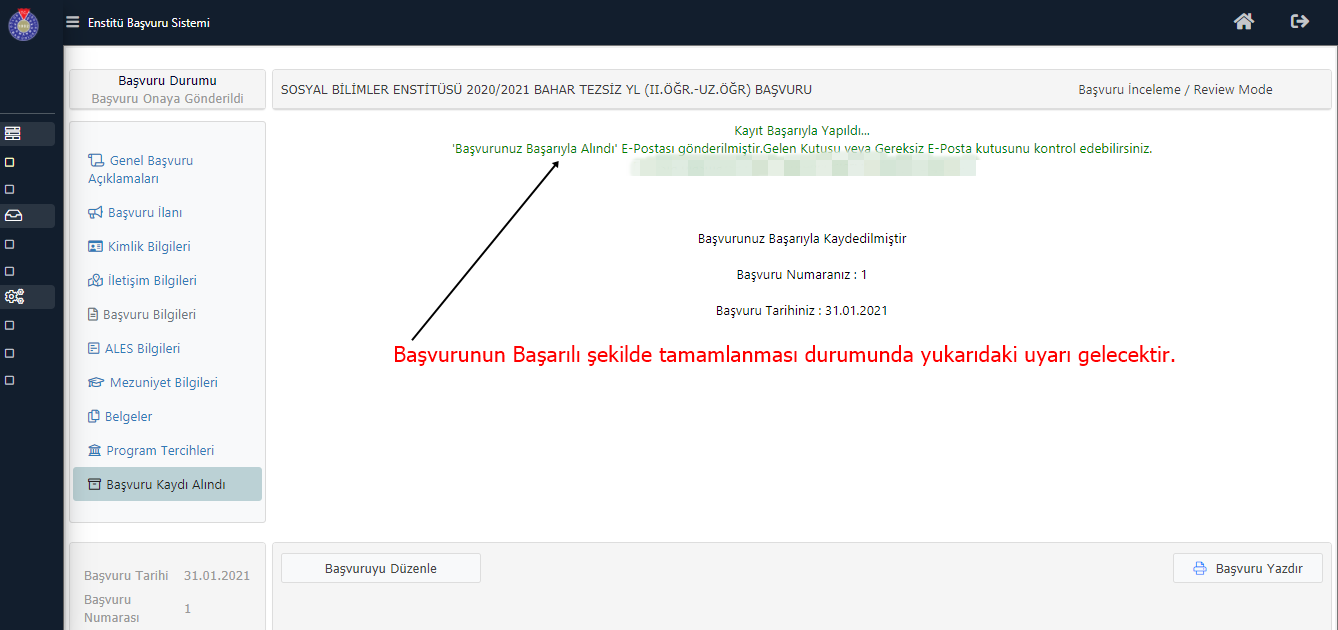 Enstitü Başvuru Sistemi
Başvuru Durumu
Başvuru Onaya Gönderildi
SOSYAL BİLİMLER ENSTİTÜSÜ 2020/2021 BAHAR TEZSİZ YL (II.ÖĞR.-UZ.ÖĞR) BAŞVURU
Başvuru İnceleme / Review Mode
Genel Başvuru
Açıklamaları
Başvuru İlanı
Kimlik Bilgileri
İletişim Bilgileri
Başvuru Bilgileri
ALES Bilgileri
Mezuniyet Bilgileri
Belgeler
Program Tercihleri
Başvuru Kaydı Alındı
Kayıt Başarıyla Yapıldı...
'Başvurunuz Başarıyla Alındı' E-Postası gönderilmiştir.Gelen Kutusu veya Gereksiz E-Posta kutusunu kontrol edebilirsiniz.
Başvurunuz Başarıyla Kaydedilmiştir
Başvuru Numaranız : 1
Başvuru Tarihiniz : 31.01.2021
Başvurunun Başarılı şekilde tamamlanması durumunda yukarıdaki uyarı gelecektir.
Başvuru Tarihi 31.01.2021
Başvuru
Numarası 1
Başvuruyu Düzenle
Başvuru Yazdır